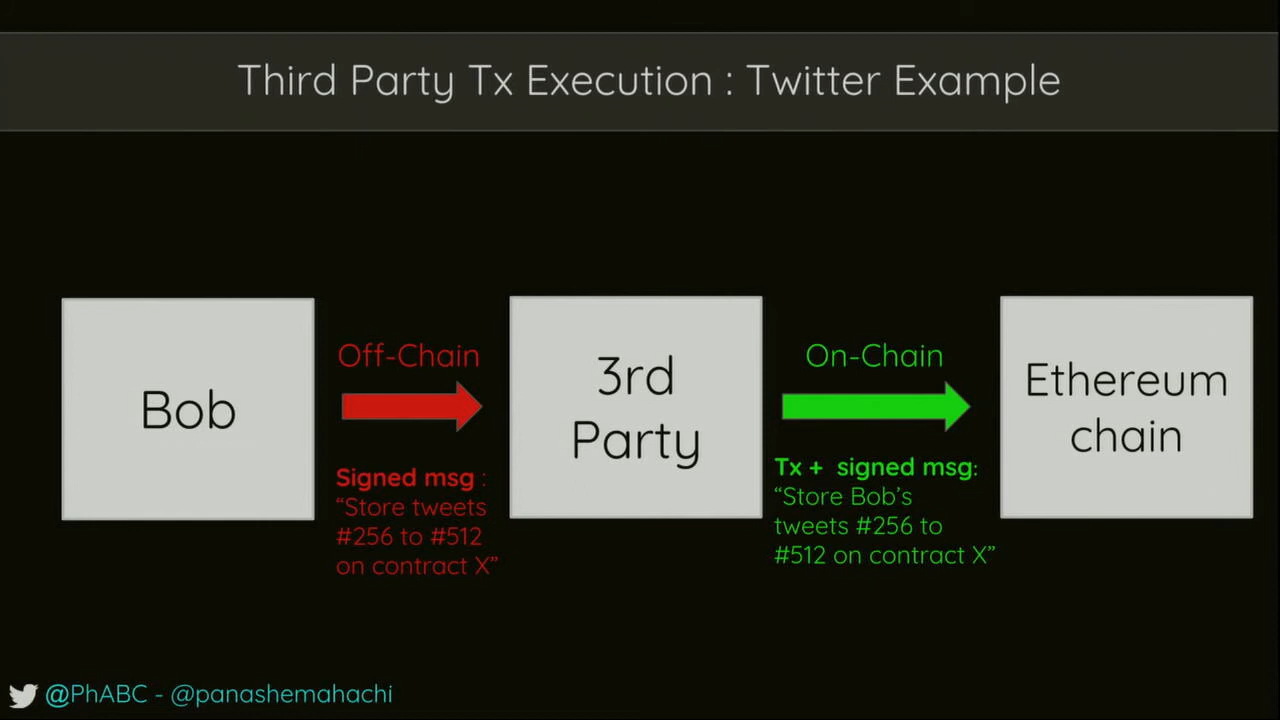 Third Party Tx Execution : Twitter Example
Bob
Off-Chain
Signed msg :
“Store tweets
#256 to #512
on contract X”
3rd
Party
On-Chain
Tx + signed msg:
“Store Bob’s
tweets #256 to
#512 on contract X”
Ethereum
chain
@PhABC - @panashemahachi